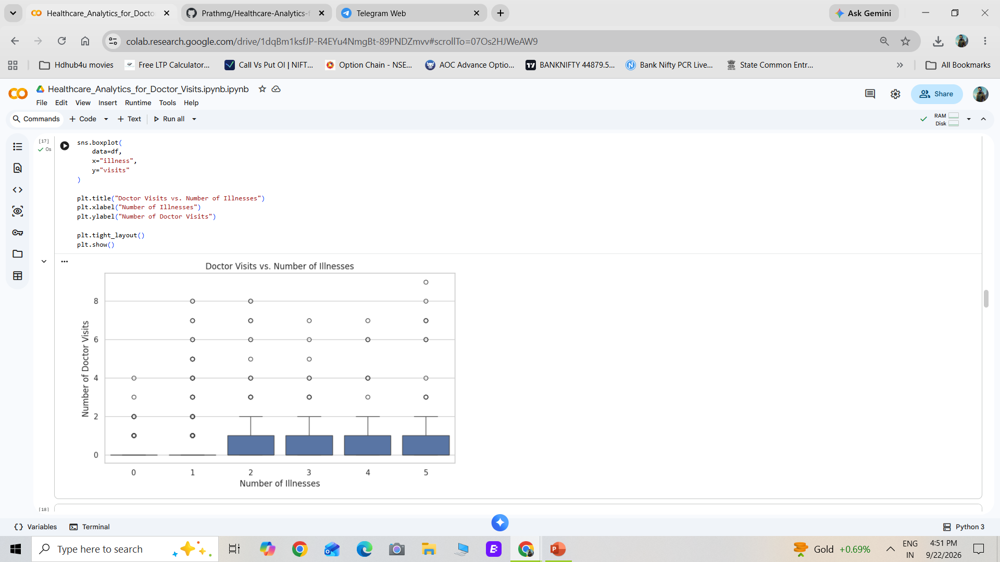 Healthcare_Analytics_for_Docto
Prathmg/Healthcare-Analytics-f
Telegram Web
Ask Gemini
colab.research.google.com/drive/1dqBm1ksfJP-R4EYu4NmgBt-89PNDZmvv#scrollTo=07Os2HJWeAW9
Hdhub4u movies
Free LTP Calculator...
Call Vs Put OI | NIFT...
Option Chain - NSE...
AOC Advance Optio...
BANKNIFTY 44879.5...
Bank Nifty PCR Live...
State Common Entr...
All Bookmarks
Healthcare_Analytics_for_Doctor_Visits.ipynb.ipynb
Share
File Edit View Insert Runtime Tools Help
Commands + Code + Text Run all
RAM
Disk
[17]
0s
sns.boxplot(
data=df,
x="illness",
y="visits"
)
plt.title("Doctor Visits vs. Number of Illnesses")
plt.xlabel("Number of Illnesses")
plt.ylabel("Number of Doctor Visits")
plt.tight_layout()
plt.show()
Doctor Visits vs. Number of Illnesses
Number of Doctor Visits
8
6
4
2
0
0 1 2 3 4 5
Number of Illnesses
[18]
Variables
Terminal
Python 3
Type here to search
Gold +0.69%
ENG
IN
4:51 PM
9/22/2026